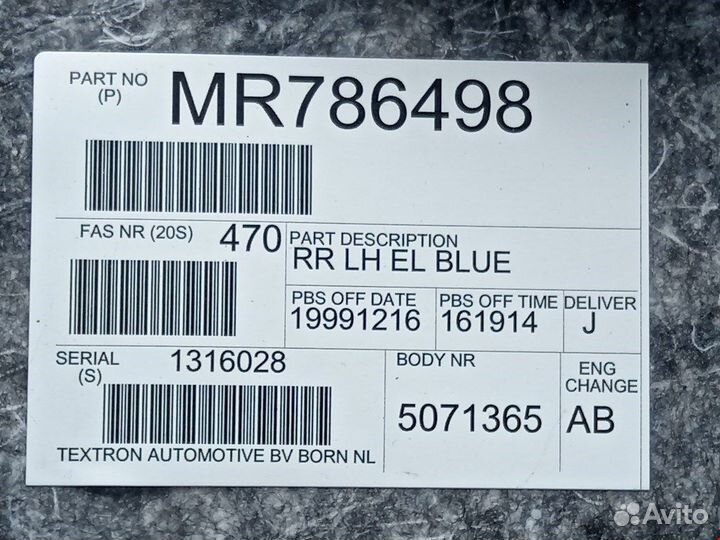 PART NO
(P)
MR786498
FAS NR (20S) 470
PART DESCRIPTION
RR LH EL BLUE
PBS OFF DATE
19991216
PBS OFF TIME
161914
DELIVER
J
SERIAL
(S)
1316028
BODY NR
5071365
ENG
CHANGE
AB
TEXTRON AUTOMOTIVE BV BORN NL
Avito